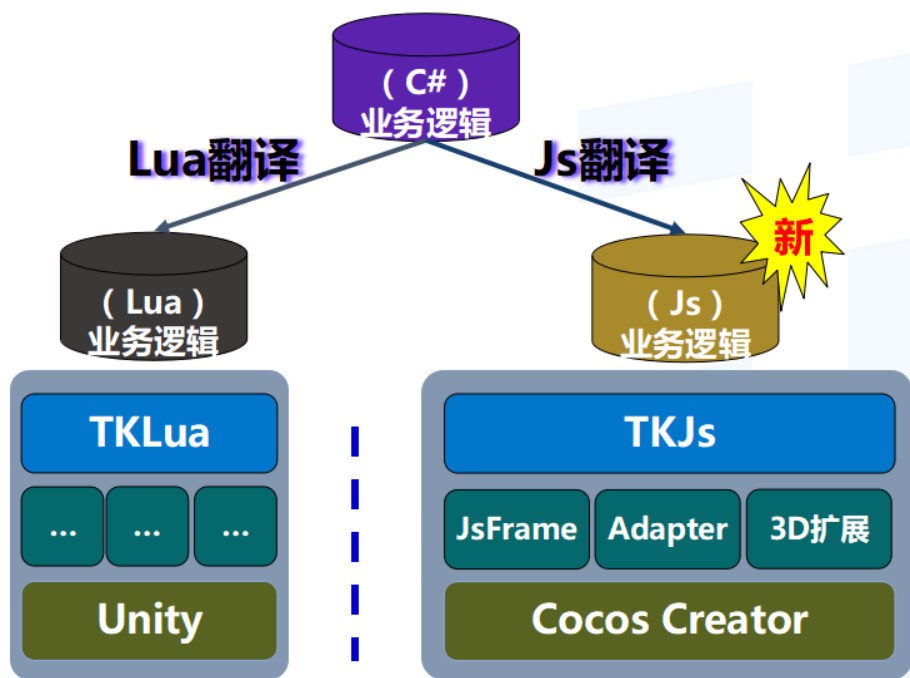 （C#）
业务逻辑
Lua翻译
Js翻译
新
（Lua）
业务逻辑
（Js）
业务逻辑
TKLua
TKJs
...
...
...
JsFrame
Adapter
3D扩展
Unity
Cocos Creator